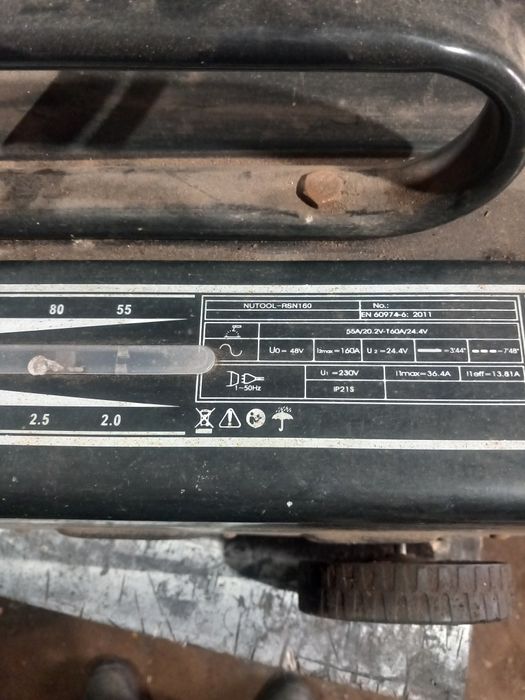 80 55
2.5 2.0
NUTOOL-RSN160 No.:
EN 60974-6: 2011
55A/20.2V-160A/24.4V
U0= 48V I2max=160A U2=24.4V -3'44" -7'48"
U1=230V I1max=36.4A I1eff=13.81A
1~50Hz IP21S